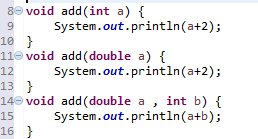 8 void add(int a) {
9 System.out.println(a+2);
10 }
11 void add(double a) {
12 System.out.println(a+2);
13 }
14 void add(double a , int b) {
15 System.out.println(a+b);
16 }